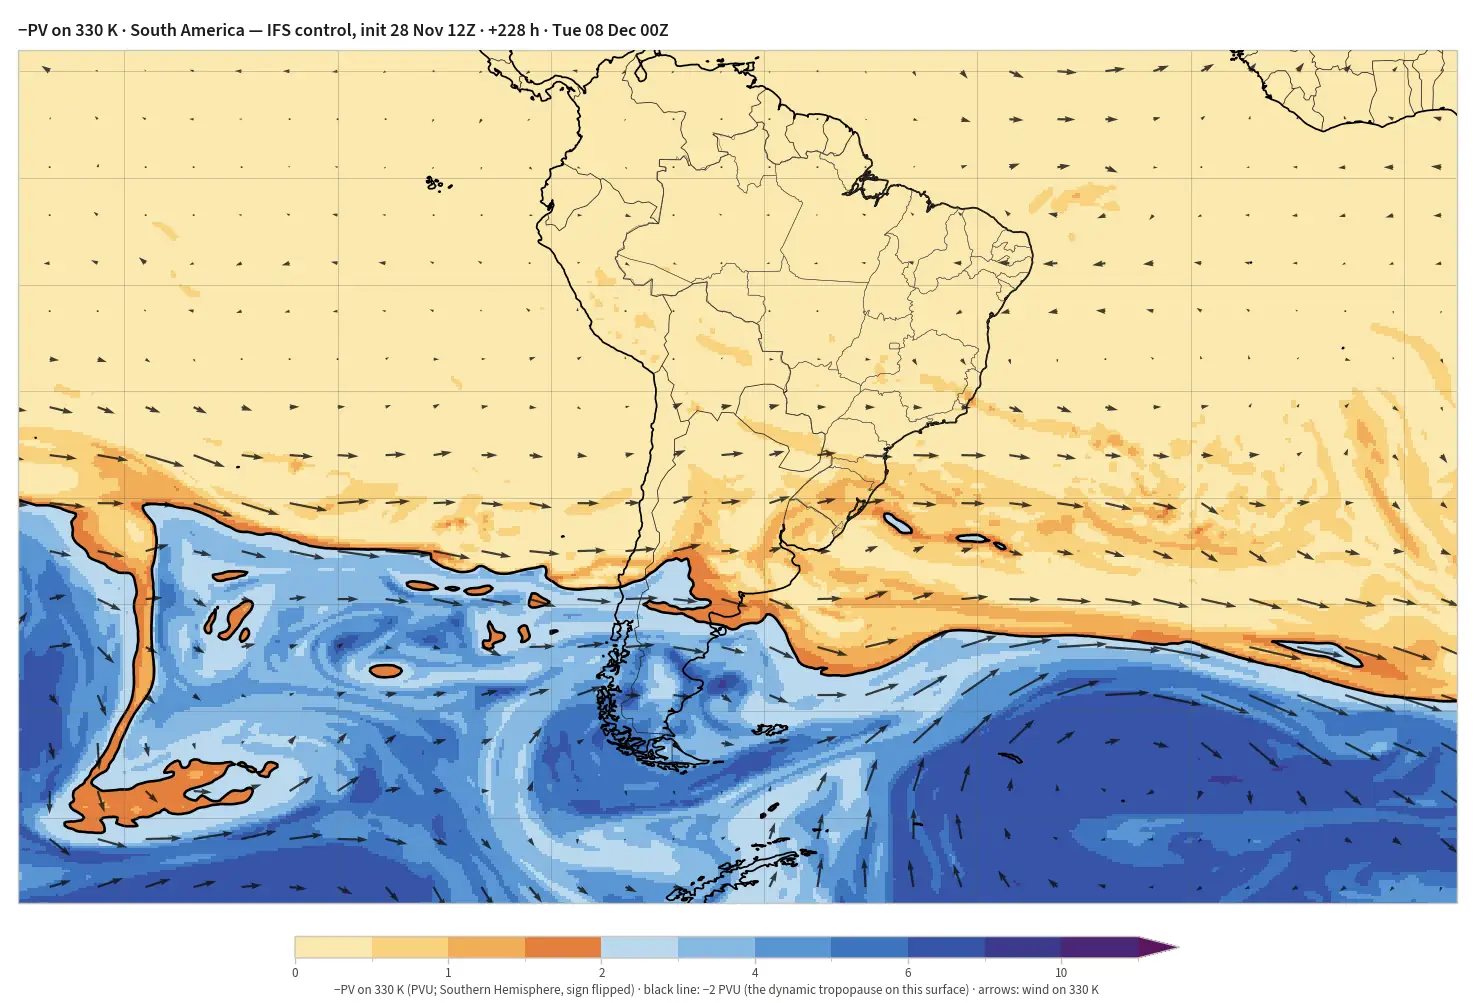 −PV on 330 K · South America — IFS control, init 28 Nov 12Z · +228 h · Tue 08 Dec 00Z
0 1 2 4 6 10
−PV on 330 K (PVU; Southern Hemisphere, sign flipped) · black line: −2 PVU (the dynamic tropopause on this surface) · arrows: wind on 330 K